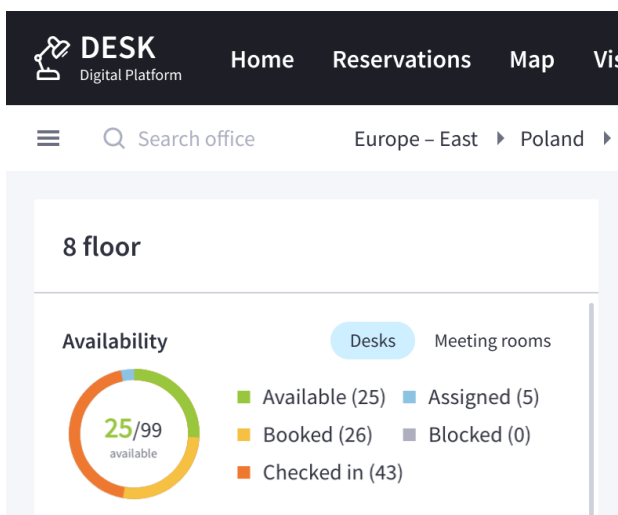 DESK
Digital Platform
Home Reservations Map
Search office Europe – East Poland
8 floor
Availability Desks Meeting rooms
25/99
available
Available (25) Assigned (5)
Booked (26) Blocked (0)
Checked in (43)